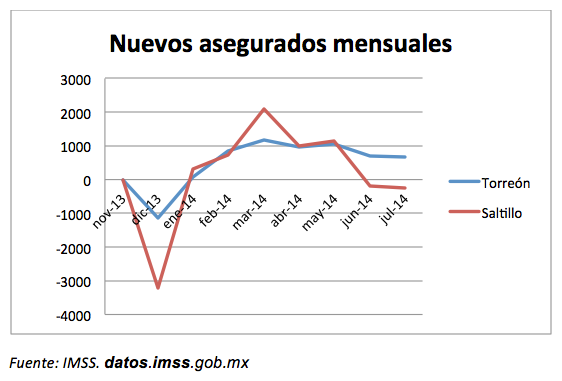 Nuevos asegurados mensuales
3000
2000
1000
0
-1000
-2000
-3000
-4000
nov-13
dic-13
ene-14
feb-14
mar-14
abr-14
may-14
jun-14
jul-14
Torreón
Saltillo
Fuente: IMSS. datos.imss.gob.mx